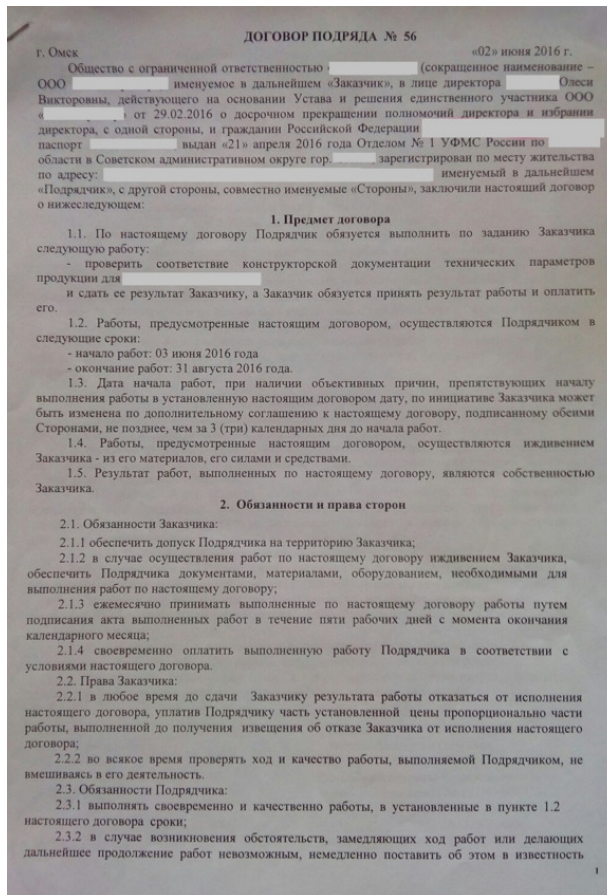 ДОГОВОР ПОДРЯДА № 56
г. Омск «02» июня 2016 г.
Общество с ограниченной ответственностью (сокращенное наименование –
ООО именуемое в дальнейшем «Заказчик», в лице директора Олеси
Викторовны, действующего на основании Устава и решения единственного участника ООО
« от 29.02.2016 о досрочном прекращении полномочий директора и избрании
директора, с одной стороны, и гражданин Российской Федерации
паспорт выдан «21» апреля 2016 года Отделом № 1 УФМС России по
области в Советском административном округе гор. зарегистрирован по месту жительства
по адресу: именуемый в дальнейшем
«Подрядчик», с другой стороны, совместно именуемые «Стороны», заключили настоящий договор
о нижеследующем:
1. Предмет договора
1.1. По настоящему договору Подрядчик обязуется выполнить по заданию Заказчика
следующую работу:
- проверить соответствие конструкторской документации технических параметров
продукции для
и сдать ее результат Заказчику, а Заказчик обязуется принять результат работы и оплатить
его.
1.2. Работы, предусмотренные настоящим договором, осуществляются Подрядчиком в
следующие сроки:
- начало работ: 03 июня 2016 года
- окончание работ: 31 августа 2016 года.
1.3. Дата начала работ, при наличии объективных причин, препятствующих началу
выполнения работы в установленную настоящим договором дату, по инициативе Заказчика может
быть изменена по дополнительному соглашению к настоящему договору, подписанному обеими
Сторонами, не позднее, чем за 3 (три) календарных дня до начала работ.
1.4. Работы, предусмотренные настоящим договором, осуществляются иждивением
Заказчика - из его материалов, его силами и средствами.
1.5. Результат работ, выполненных по настоящему договору, являются собственностью
Заказчика.
2. Обязанности и права сторон
2.1. Обязанности Заказчика:
2.1.1 обеспечить допуск Подрядчика на территорию Заказчика;
2.1.2 в случае осуществления работ по настоящему договору иждивением Заказчика,
обеспечить Подрядчика документами, материалами, оборудованием, необходимыми для
выполнения работ по настоящему договору;
2.1.3 ежемесячно принимать выполненные по настоящему договору работы путем
подписания акта выполненных работ в течение пяти рабочих дней с момента окончания
календарного месяца;
2.1.4 своевременно оплатить выполненную работу Подрядчика в соответствии с
условиями настоящего договора.
2.2. Права Заказчика:
2.2.1 в любое время до сдачи Заказчику результата работы отказаться от исполнения
настоящего договора, уплатив Подрядчику часть установленной цены пропорционально части
работы, выполненной до получения извещения об отказе Заказчика от исполнения настоящего
договора;
2.2.2 во всякое время проверять ход и качество работы, выполняемой Подрядчиком, не
вмешиваясь в его деятельность.
2.3. Обязанности Подрядчика:
2.3.1 выполнять своевременно и качественно работы, в установленные в пункте 1.2
настоящего договора сроки;
2.3.2 в случае возникновения обстоятельств, замедляющих ход работ или делающих
дальнейшее продолжение работ невозможным, немедленно поставить об этом в известность
1